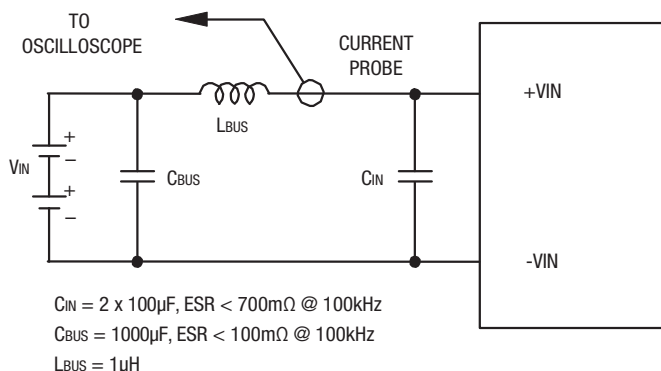 TO
OSCILLOSCOPE
CURRENT
PROBE
+VIN
LBUS
VIN
+
−
+
−
CBUS
CIN
-VIN
CIN = 2 x 100µF, ESR < 700mΩ @ 100kHz
CBUS = 1000µF, ESR < 100mΩ @ 100kHz
LBUS = 1µH